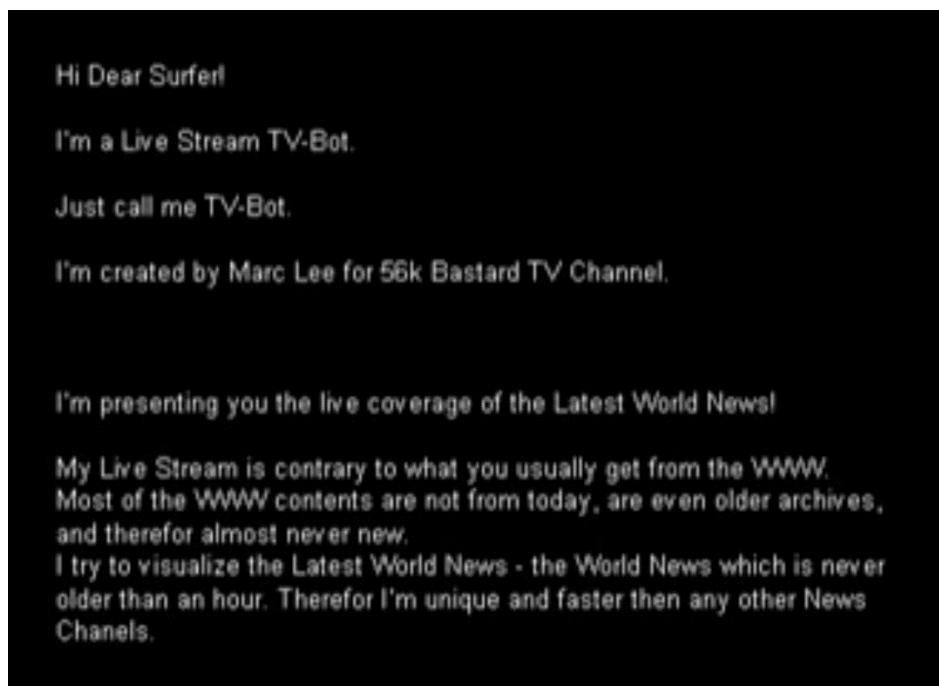 Hi Dear Surfer!
I'm a Live Stream TV-Bot.
Just call me TV-Bot.
I'm created by Marc Lee for 56k Bastard TV Channel.
I'm presenting you the live coverage of the Latest World News!
My Live Stream is contrary to what you usually get from the WWW.
Most of the WWW contents are not from today, are even older archives,
and therefor almost never new.
I try to visualize the Latest World News - the World News which is never
older than an hour. Therefor I'm unique and faster then any other News
Chanels.